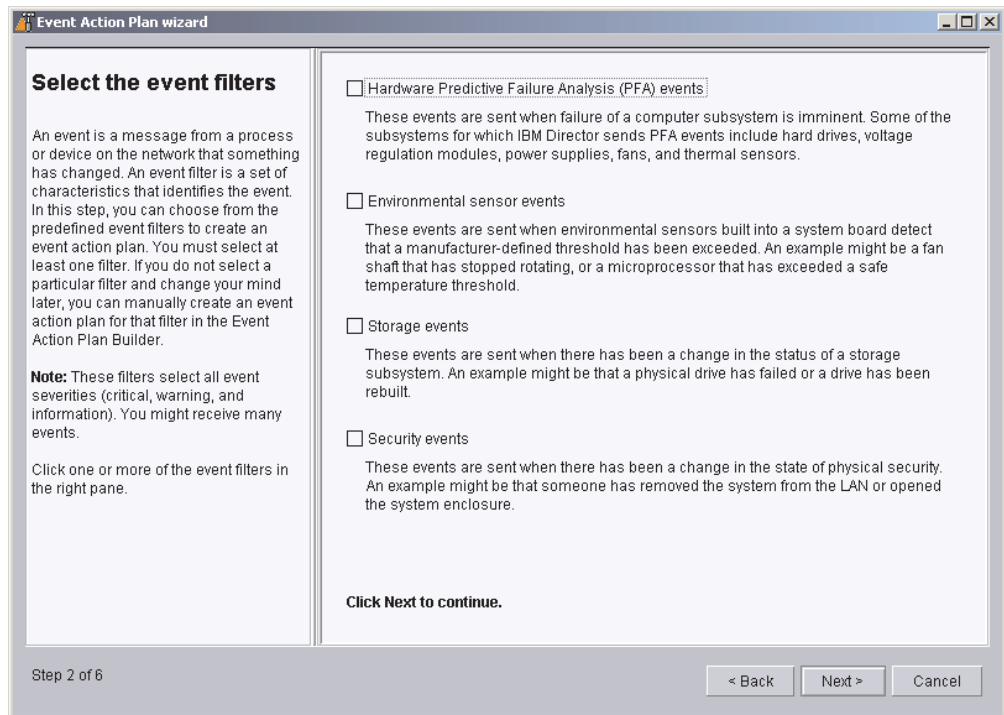 Event Action Plan wizard
Select the event filters
An event is a message from a process
or device on the network that something
has changed. An event filter is a set of
characteristics that identifies the event.
In this step, you can choose from the
predefined event filters to create an
event action plan. You must select at
least one filter. If you do not select a
particular filter and change your mind
later, you can manually create an event
action plan for that filter in the Event
Action Plan Builder.
Note: These filters select all event
severities (critical, warning, and
information). You might receive many
events.
Click one or more of the event filters in
the right pane.
Hardware Predictive Failure Analysis (PFA) events
These events are sent when failure of a computer subsystem is imminent. Some of the
subsystems for which IBM Director sends PFA events include hard drives, voltage
regulation modules, power supplies, fans, and thermal sensors.
Environmental sensor events
These events are sent when environmental sensors built into a system board detect
that a manufacturer-defined threshold has been exceeded. An example might be a fan
shaft that has stopped rotating, or a microprocessor that has exceeded a safe
temperature threshold.
Storage events
These events are sent when there has been a change in the status of a storage
subsystem. An example might be that a physical drive has failed or a drive has been
rebuilt.
Security events
These events are sent when there has been a change in the state of physical security.
An example might be that someone has removed the system from the LAN or opened
the system enclosure.
Click Next to continue.
Step 2 of 6
< Back
Next >
Cancel